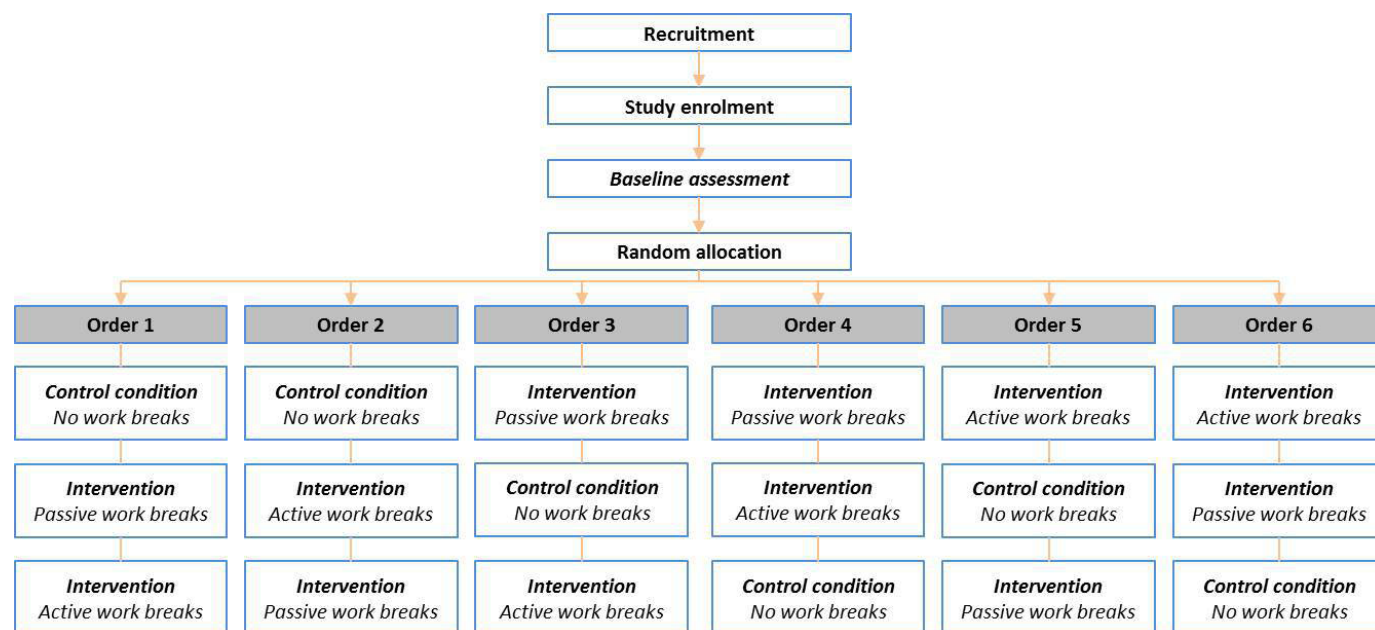 Recruitment
Study enrolment
Baseline assessment
Random allocation
Order 1
Order 2
Order 3
Order 4
Order 5
Order 6
Control condition
No work breaks
Control condition
No work breaks
Intervention
Passive work breaks
Intervention
Passive work breaks
Intervention
Active work breaks
Intervention
Active work breaks
Intervention
Passive work breaks
Intervention
Active work breaks
Control condition
No work breaks
Intervention
Active work breaks
Control condition
No work breaks
Intervention
Passive work breaks
Intervention
Active work breaks
Intervention
Passive work breaks
Intervention
Active work breaks
Control condition
No work breaks
Intervention
Passive work breaks
Control condition
No work breaks